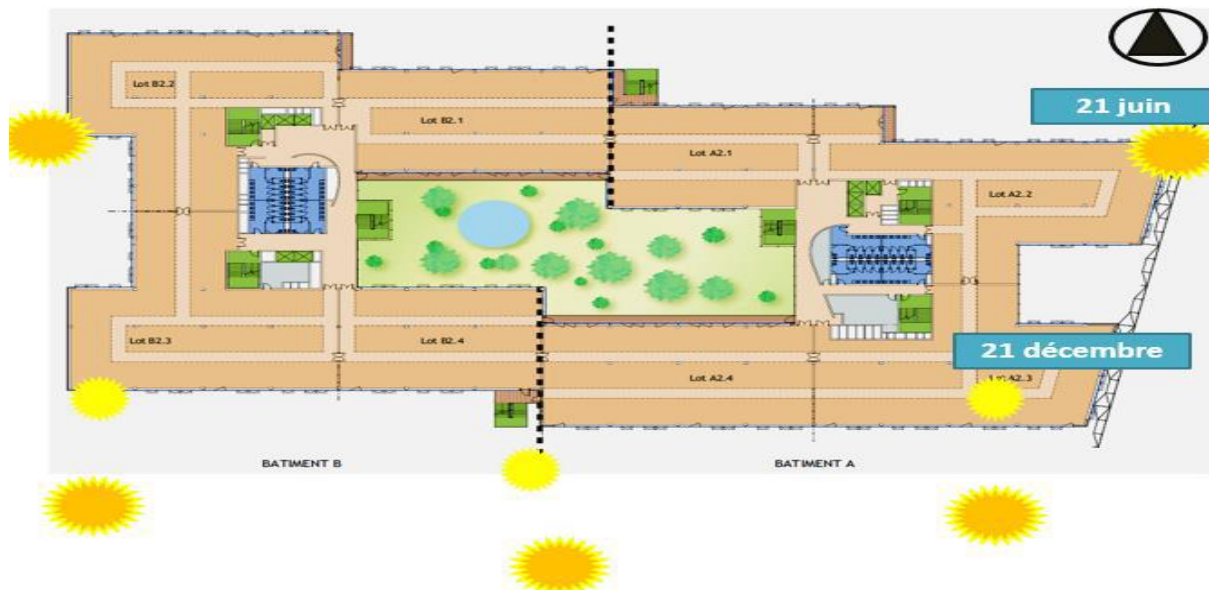 Lot B2.2
21 juin
Lot B2.1
Lot A2.1
Lot A2.2
Lot B2.3
Lot B2.4
21 décembre
Lot A2.4
Lot A2.3
BATIMENT B
BATIMENT A